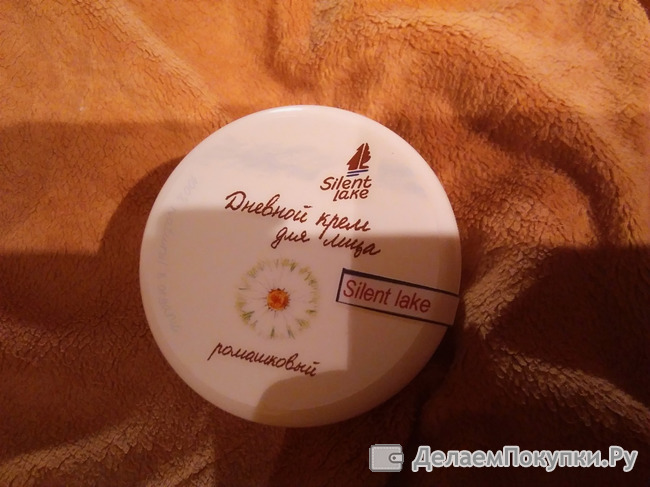 Silent
lake
Дневной крем
для лица
Silent lake
ромашковый
ДелаемПокупки.Ру